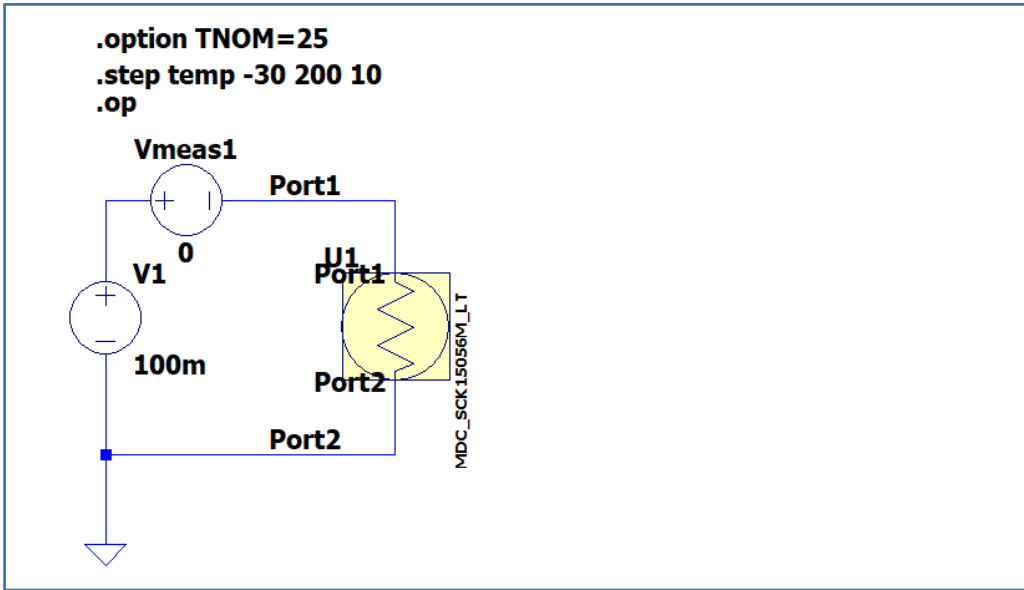 .option TNOM=25
.step temp -30 200 10
.op
Vmeas1
Port1
0
V1
U1
Port1
100m
Port2
MDC_SCK15056M_LT
Port2